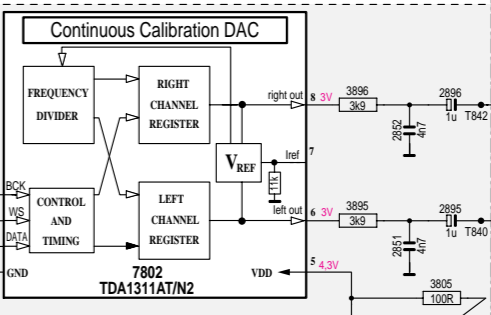 Continuous Calibration DAC
FREQUENCY
DIVIDER
RIGHT
CHANNEL
REGISTER
right out
8 3V
3896
3k9
2896
1u
T842
2852
4n7
VREF
Iref
7
11k
BCK
WS
DATA
CONTROL
AND
TIMING
LEFT
CHANNEL
REGISTER
left out
6 3V
3895
3k9
2895
1u
T840
2851
4n7
GND
7802
TDA1311AT/N2
VDD
5 4,3V
3805
100R